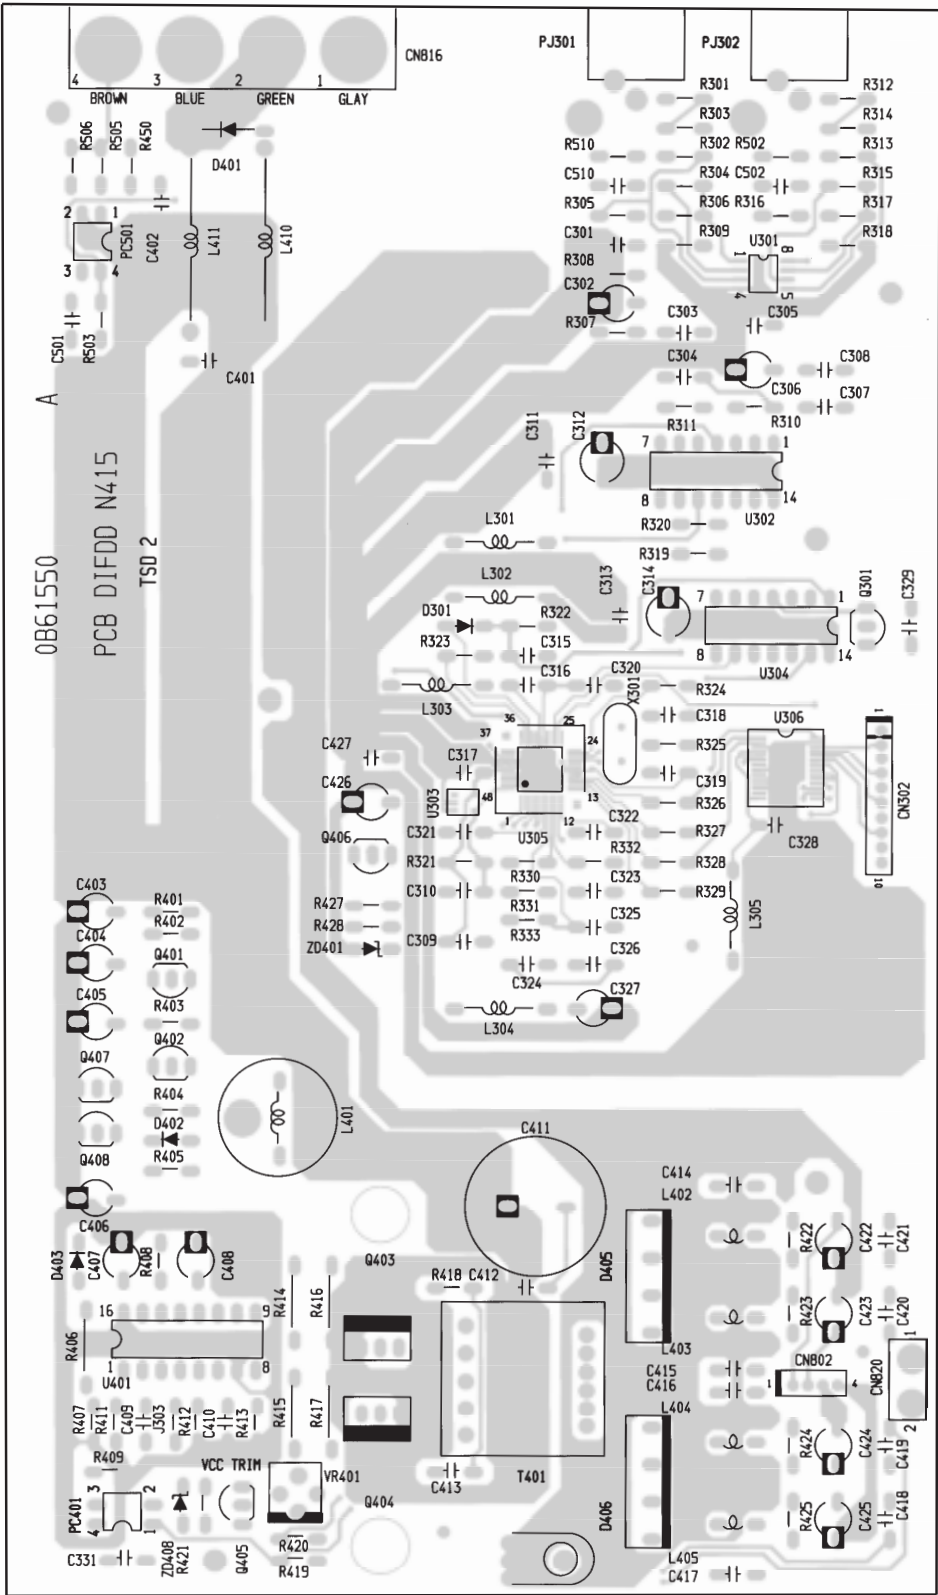 PJ301
PJ302
CN816
4
3
2
1
BROWN
BLUE
GREEN
GLAY
R301
R312
R303
R314
R506
R505
R450
R510
R302
R502
R313
D401
C510
R304
C502
R315
R305
R306
R316
R317
2
1
PC501
C402
L411
L410
C301
R309
U301
R318
3
4
R308
1
8
C302
4
5
C501
R503
R307
C303
C305
C401
C304
C308
C306
C307
A
C311
C312
R311
R310
7
1
8
14
0B61550
PCB DIFDD N415
TSD 2
L301
R320
U302
R319
L302
C313
C314
7
1
Q301
C329
D301
R322
R323
C315
8
14
C316
C320
X301
U304
L303
R324
36
25
C318
U306
1
37
24
C427
C317
R325
C426
C319
U303
48
13
R326
CN302
1
12
C322
Q406
C321
U305
R332
R327
C328
R321
R328
10
R330
C323
C403
R401
C310
R329
R402
R427
R331
L305
C404
R428
C325
Q401
ZD401
C309
R333
C326
C405
C324
C327
R403
Q402
L304
Q407
R404
D402
L401
C411
Q408
R405
C414
L402
C406
D403
C407
R408
C408
Q403
D405
R422
C422
C421
R418
C412
R414
R416
R423
C423
C420
16
9
R406
L403
1
1
8
C415
CN802
CN820
U401
C416
1
4
R407
R411
C409
J303
R412
C410
R413
R415
R417
L404
2
R424
C424
C419
R409
VCC TRIM
VR401
T401
C413
3
2
PC401
Q404
D406
R425
C425
C418
4
1
C331
ZD408
R421
Q405
R420
R419
L405
C417